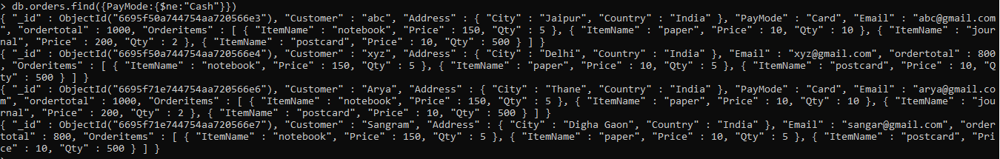 > db.orders.find({PayMode:{$ne:"Cash"}})
{ "_id" : ObjectId("6695f50a744754aa720566e3"), "Customer" : "abc", "Address" : { "City" : "Jaipur", "Country" : "India" }, "PayMode" : "Card", "Email" : "abc@gmail.com
", "ordertotal" : 1000, "Orderitems" : [ { "ItemName" : "notebook", "Price" : 150, "Qty" : 5 }, { "ItemName" : "paper", "Price" : 10, "Qty" : 10 }, { "ItemName" : "jour
nal", "Price" : 200, "Qty" : 2 }, { "ItemName" : "postcard", "Price" : 10, "Qty" : 500 } ] }
{ "_id" : ObjectId("6695f50a744754aa720566e4"), "Customer" : "xyz", "Address" : { "City" : "Delhi", "Country" : "India" }, "Email" : "xyz@gmail.com", "ordertotal" : 800
, "Orderitems" : [ { "ItemName" : "notebook", "Price" : 150, "Qty" : 5 }, { "ItemName" : "paper", "Price" : 10, "Qty" : 5 }, { "ItemName" : "postcard", "Price" : 10, "Q
ty" : 500 } ] }
{ "_id" : ObjectId("6695f71e744754aa720566e6"), "Customer" : "Arya", "Address" : { "City" : "Thane", "Country" : "India" }, "PayMode" : "Card", "Email" : "arya@gmail.co
m", "ordertotal" : 1000, "Orderitems" : [ { "ItemName" : "notebook", "Price" : 150, "Qty" : 5 }, { "ItemName" : "paper", "Price" : 10, "Qty" : 10 }, { "ItemName" : "jou
rnal", "Price" : 200, "Qty" : 2 }, { "ItemName" : "postcard", "Price" : 10, "Qty" : 500 } ] }
{ "_id" : ObjectId("6695f71e744754aa720566e7"), "Customer" : "Sangram", "Address" : { "City" : "Digha Gaon", "Country" : "India" }, "Email" : "sangar@gmail.com", "order
total" : 800, "Orderitems" : [ { "ItemName" : "notebook", "Price" : 150, "Qty" : 5 }, { "ItemName" : "paper", "Price" : 10, "Qty" : 5 }, { "ItemName" : "postcard", "Pri
ce" : 10, "Qty" : 500 } ] }